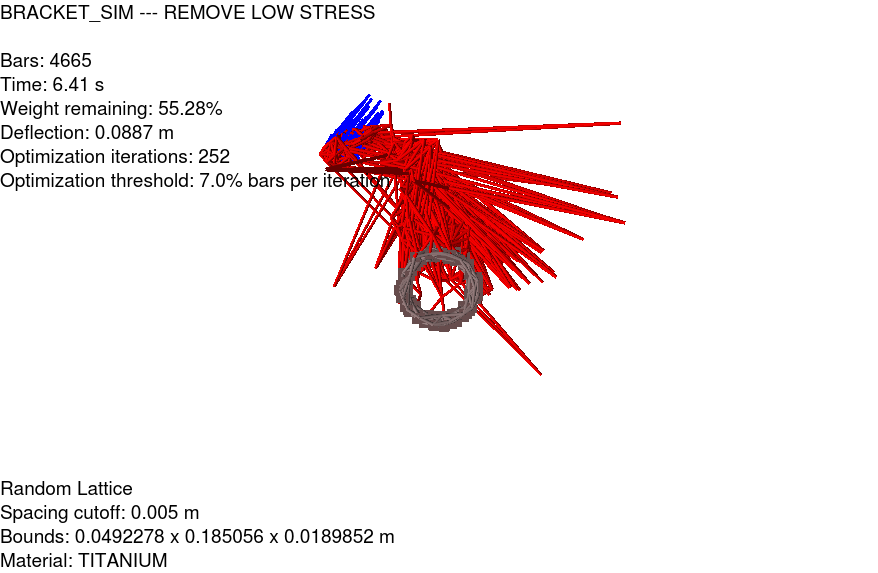 BRACKET_SIM --- REMOVE LOW STRESS
Bars: 4665
Time: 6.41 s
Weight remaining: 55.28%
Deflection: 0.0887 m
Optimization iterations: 252
Optimization threshold: 7.0% bars per iteration
Random Lattice
Spacing cutoff: 0.005 m
Bounds: 0.0492278 x 0.185056 x 0.0189852 m
Material: TITANIUM